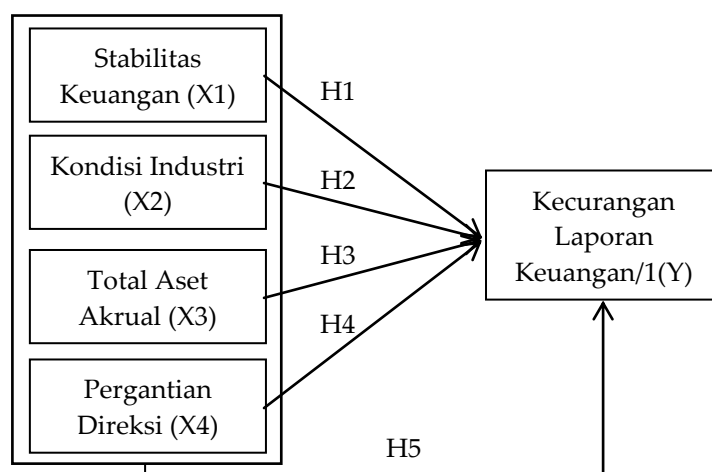 Stabilitas
Keuangan (X1)
H1
Kondisi Industri
(X2)
H2
Kecurangan
Laporan
Keuangan/1(Y)
Total Aset
Akrual (X3)
H3
H4
Pergantian
Direksi (X4)
H5